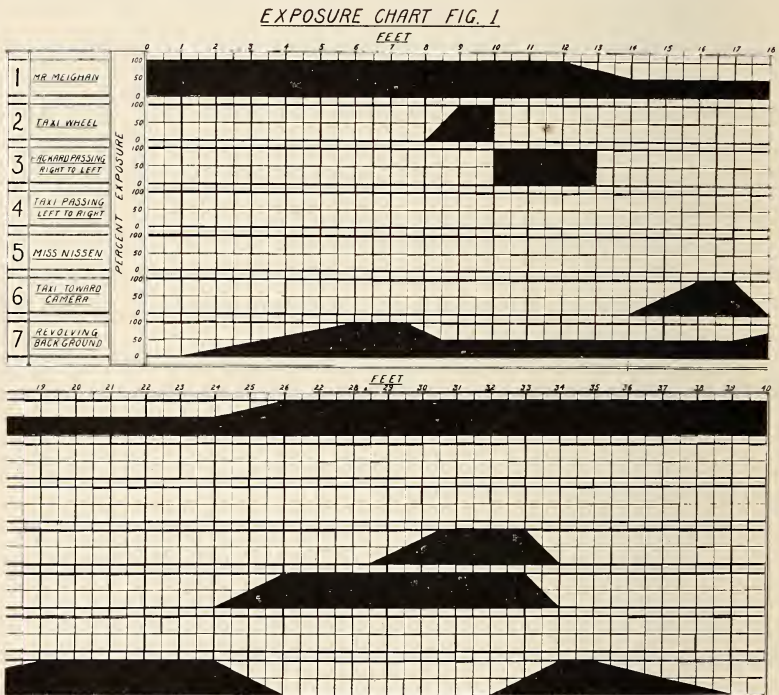 EXPOSURE CHART FIG. 1
FEET
0 1 2 3 4 5 6 7 8 9 10 11 12 13 14 15 16 17 18
PERCENT EXPOSURE
1 MR MEIGHAN 100 50 0
2 TAXI WHEEL 100 50 0
3 PACKARD PASSING
RIGHT TO LEFT 100 50 0
4 TAXI PASSING
LEFT TO RIGHT 100 50 0
5 MISS NISSEN 100 50 0
6 TAXI TOWARD
CAMERA 100 50 0
7 REVOLVING
BACKGROUND 100 50 0
FEET
19 20 21 22 23 24 25 26 28 29 30 31 32 33 34 35 36 37 38 39 40